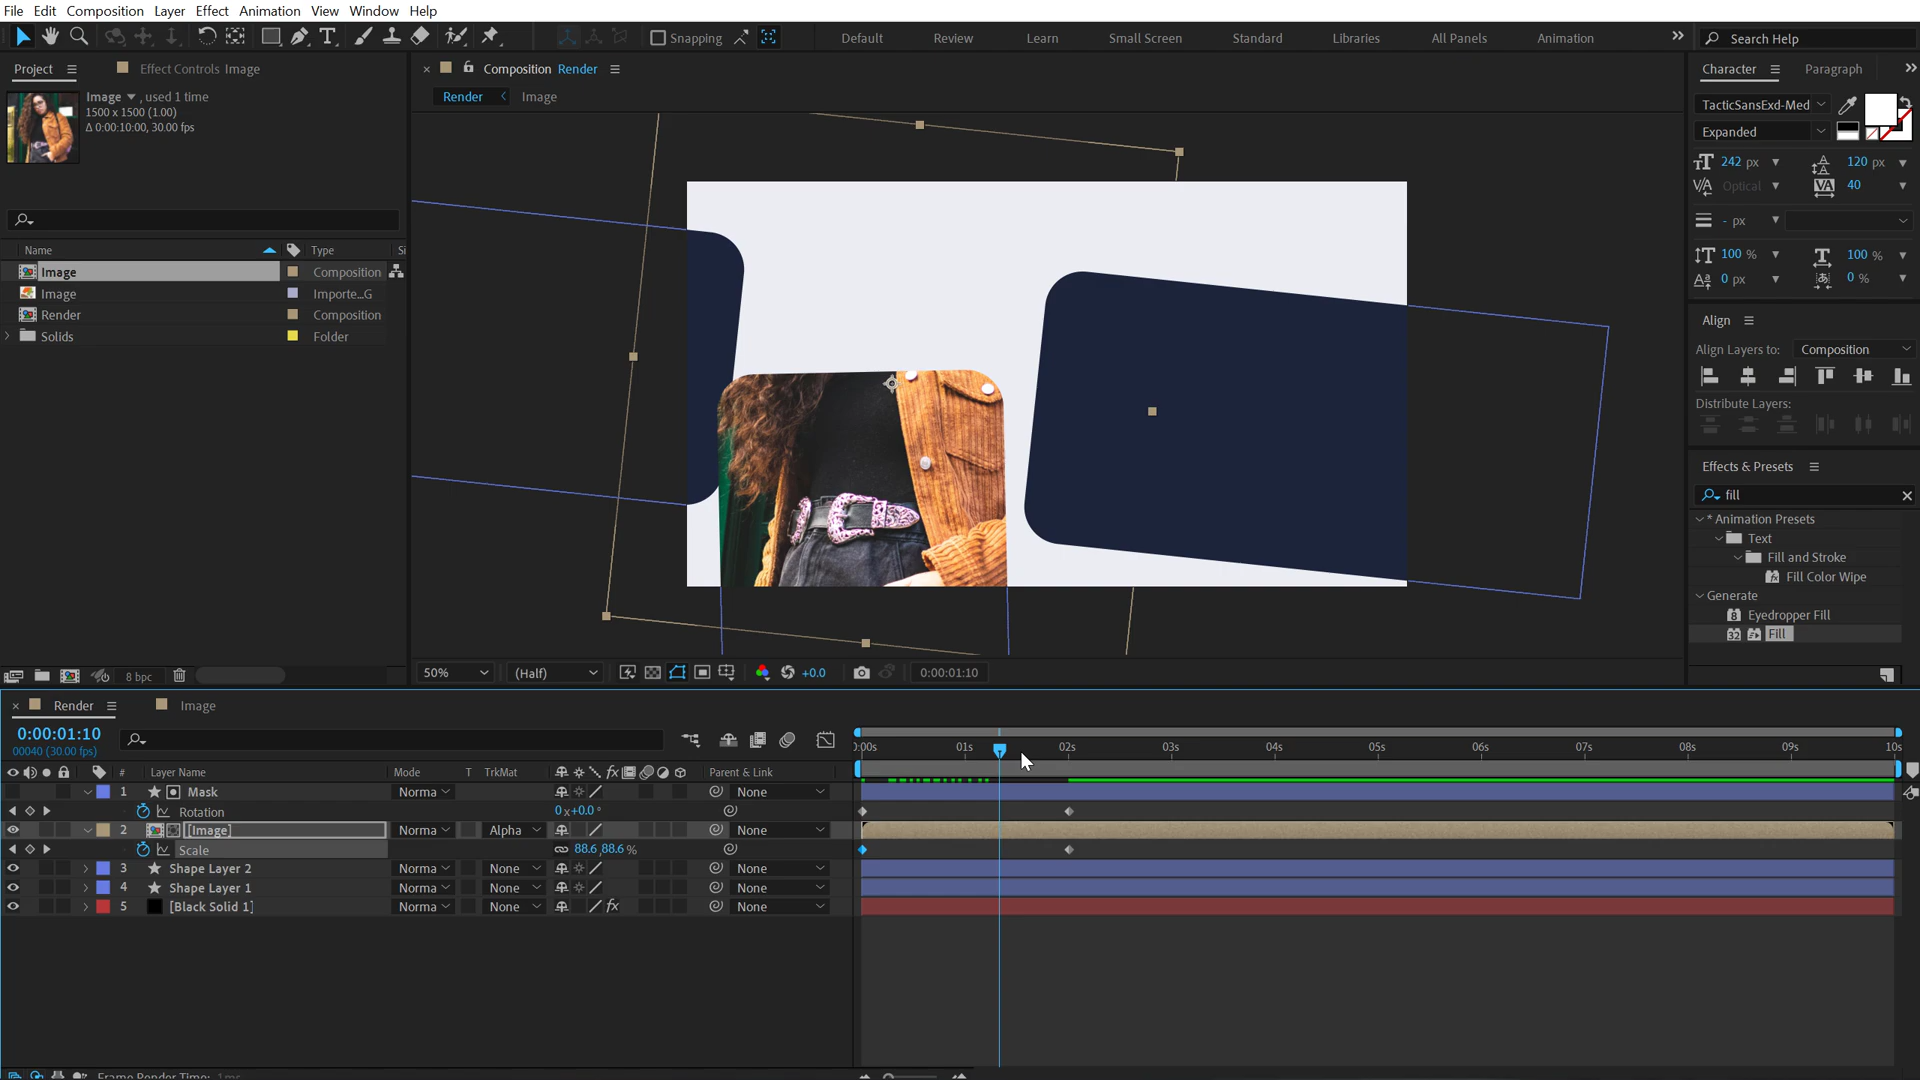 File Edit Composition Layer Effect Animation View Window Help
Snapping
Default Review Learn Small Screen Standard Libraries All Panels Animation
Search Help
Project Effect Controls Image
Image , used 1 time
1500 x 1500 (1.00)
Δ 0:00:10:00, 30.00 fps
Name Type Si
Image Composition
Image Importe...G
Render Composition
Solids Folder
8 bpc
Composition Render
Render Image
50% (Half) +0.0 0:00:01:10
Character Paragraph
TacticSansExd-Med
Expanded
242 px 120 px
Optical 40
- px
100 % 100 %
0 px 0 %
Align
Align Layers to: Composition
Distribute Layers:
Effects & Presets
fill
* Animation Presets
Text
Fill and Stroke
Fill Color Wipe
Generate
Eyedropper Fill
32 Fill
Render Image
0:00:01:10
00040 (30.00 fps)
0:00s 01s 02s 03s 04s 05s 06s 07s 08s 09s 10s
# Layer Name Mode T TrkMat Parent & Link
1 Mask Norma None
Rotation 0 x +0.0 °
2 [Image] Norma Alpha None
Scale 88.6,88.6 %
3 Shape Layer 2 Norma None None
4 Shape Layer 1 Norma None None
5 [Black Solid 1] Norma None fx None
Frame Render Time: 1ms